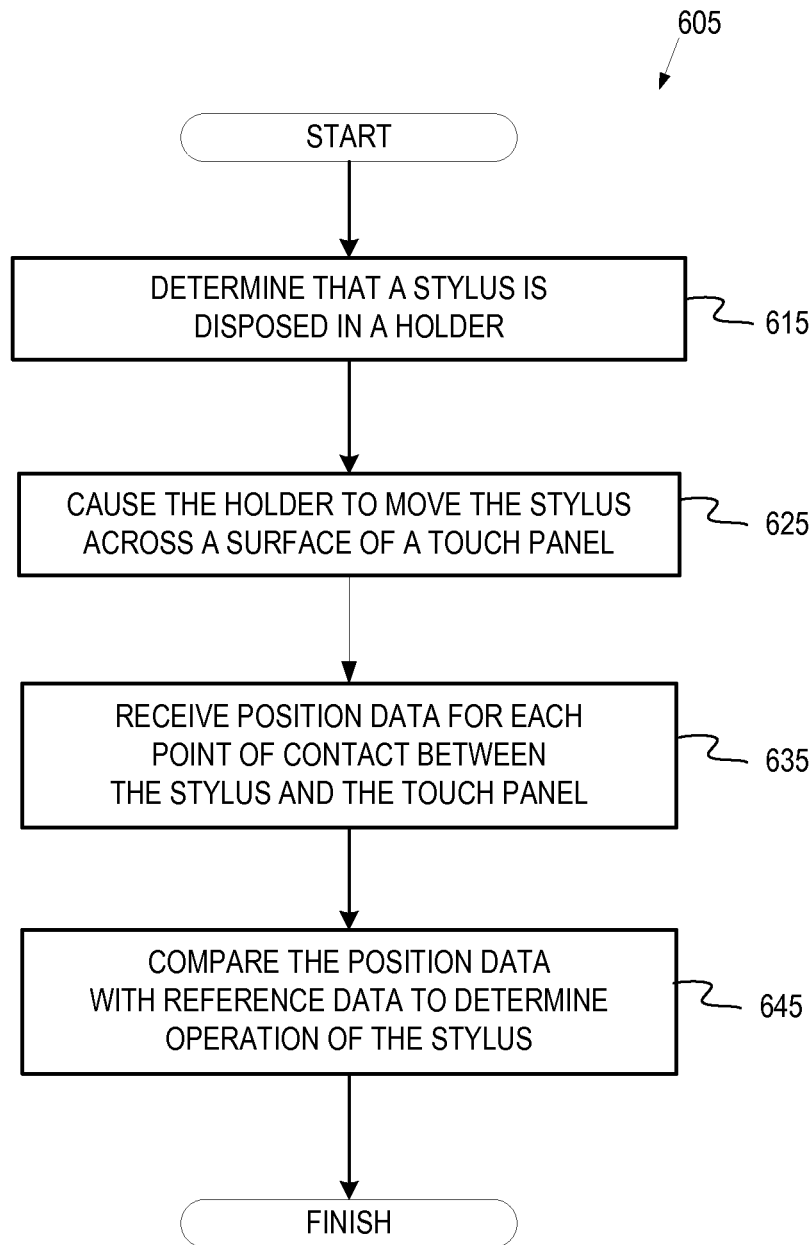 605
START
DETERMINE THAT A STYLUS IS
DISPOSED IN A HOLDER
615
CAUSE THE HOLDER TO MOVE THE STYLUS
ACROSS A SURFACE OF A TOUCH PANEL
625
RECEIVE POSITION DATA FOR EACH
POINT OF CONTACT BETWEEN
THE STYLUS AND THE TOUCH PANEL
635
COMPARE THE POSITION DATA
WITH REFERENCE DATA TO DETERMINE
OPERATION OF THE STYLUS
645
FINISH